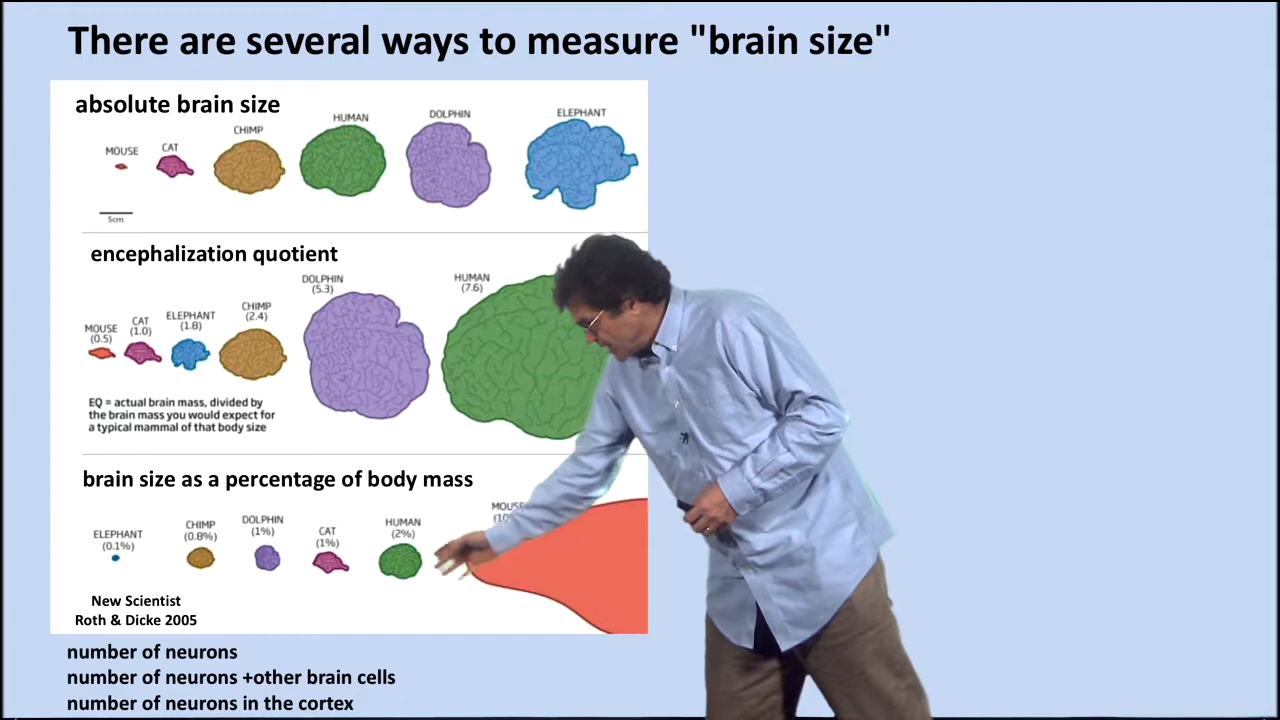 There are several ways to measure "brain size"
absolute brain size
MOUSE
CAT
CHIMP
HUMAN
DOLPHIN
ELEPHANT
5cm
encephalization quotient
MOUSE
(0.5)
CAT
(1.0)
ELEPHANT
(1.8)
CHIMP
(2.4)
DOLPHIN
(5.3)
HUMAN
(7.6)
EQ = actual brain mass, divided by
the brain mass you would expect for
a typical mammal of that body size
brain size as a percentage of body mass
ELEPHANT
(0.1%)
CHIMP
(0.8%)
DOLPHIN
(1%)
CAT
(1%)
HUMAN
(2%)
New Scientist
Roth & Dicke 2005
number of neurons
number of neurons +other brain cells
number of neurons in the cortex